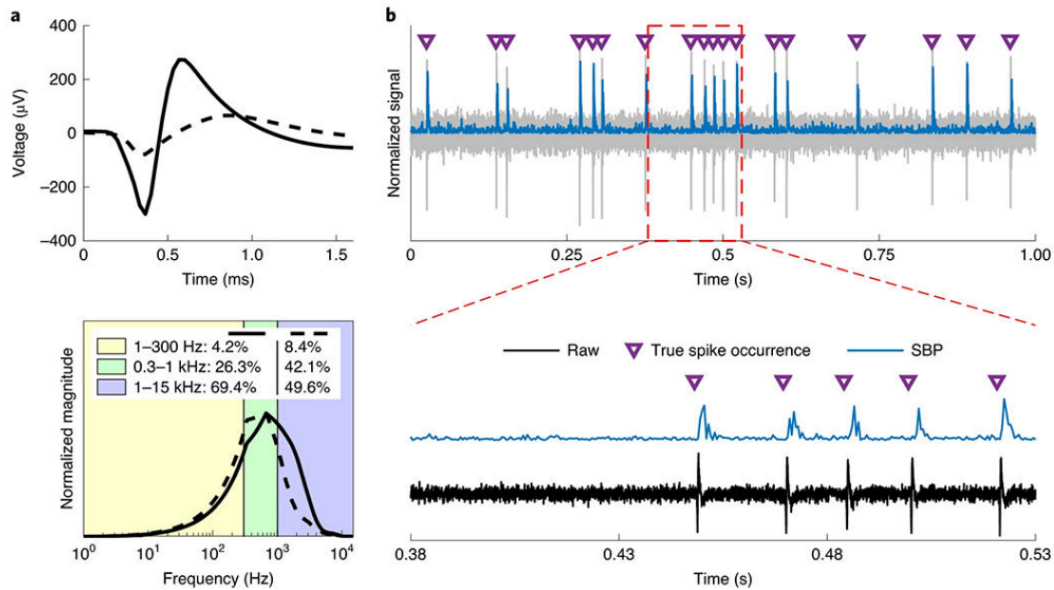 a
400
200
0
–200
–400
Voltage (µV)
0
0.5
1.0
1.5
Time (ms)
1–300 Hz: 4.2%
8.4%
0.3–1 kHz: 26.3%
42.1%
1–15 kHz: 69.4%
49.6%
Normalized magnitude
10⁰
10¹
10²
10³
10⁴
Frequency (Hz)
b
Normalized signal
0
0.25
0.5
0.75
1.00
Time (s)
Raw
True spike occurrence
SBP
0.38
0.43
0.48
0.53
Time (s)